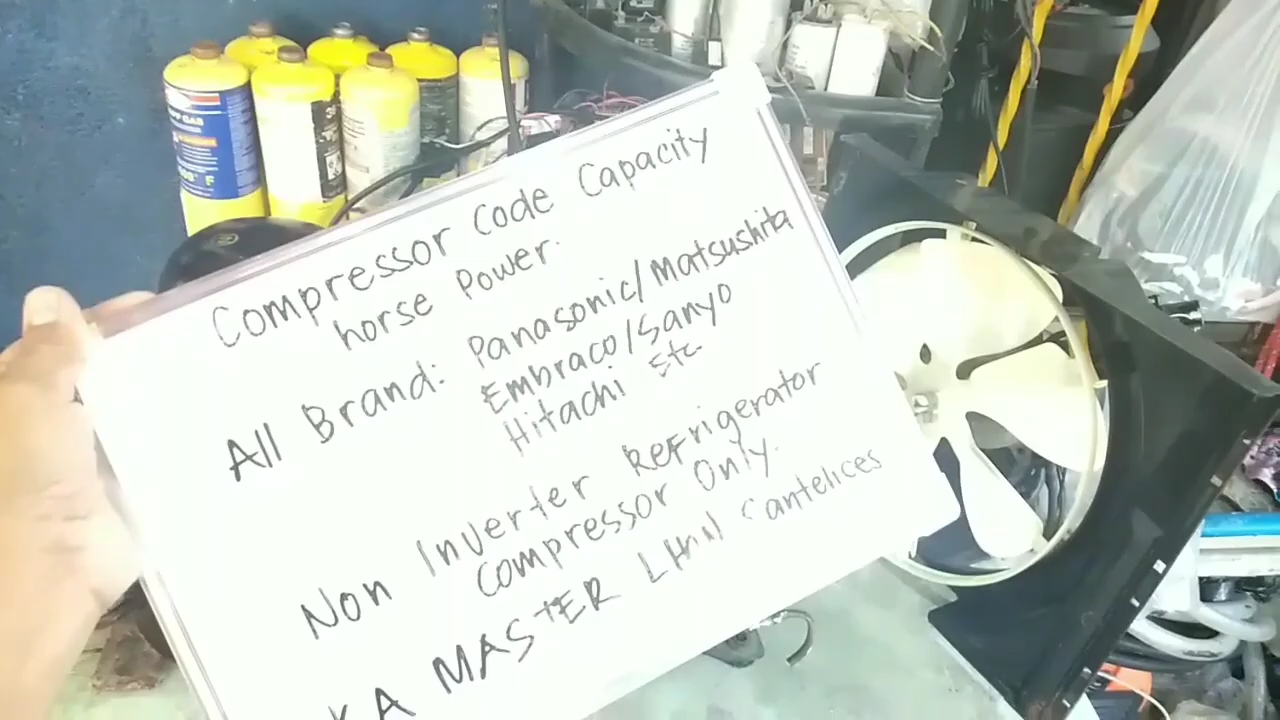 Compressor Code Capacity
horse Power.
All Brand: Panasonic/Matsushita
Embraco/Sanyo
Hitachi Etc
Non Inverter Refrigerator
Compressor Only.
KA MASTER Cantelices